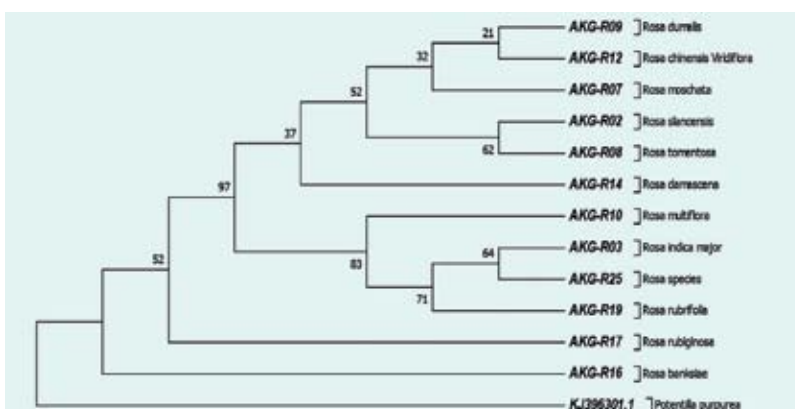 21 AKG-R09 ] Rosa dumalis
32 AKG-R12 ] Rosa chinensis Viridiflora
52 AKG-R07 ] Rosa moschata
AKG-R02 ]
37 62 AKG-R08 ] Rosa tomentosa
97 AKG-R14 ] Rosa damascena
AKG-R10 ] Rosa multiflora
83 64 AKG-R03 ] Rosa indica major
52 AKG-R25 ] Rosa species
71 AKG-R19 ] Rosa rubrifolia
AKG-R17 ] Rosa rubiginosa
AKG-R16 ] Rosa banksiae
KJ396301.1 ] Potentilla purpurea